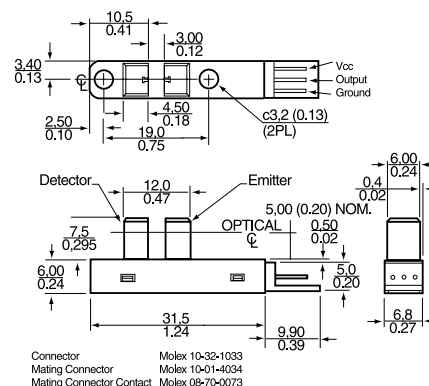 10,5
0.41
3,00
0.12
3,40
0.13
Vcc
Output
Ground
2,50
0.10
4,50
0.18
19,0
0.75
c3,2 (0.13)
(2PL)
6,00
0.24
Detector
12,0
0.47
Emitter
0,4
0.02
5,00 (0.20) NOM.
OPTICAL
7,5
0,295
0,50
0.02
6,00
0.24
5,0
0.20
31,5
1.24
9,90
0.39
6,8
0.27
Connector Molex 10-32-1033
Mating Connector Molex 10-01-4034
Mating Connector Contact Molex 08-70-0073